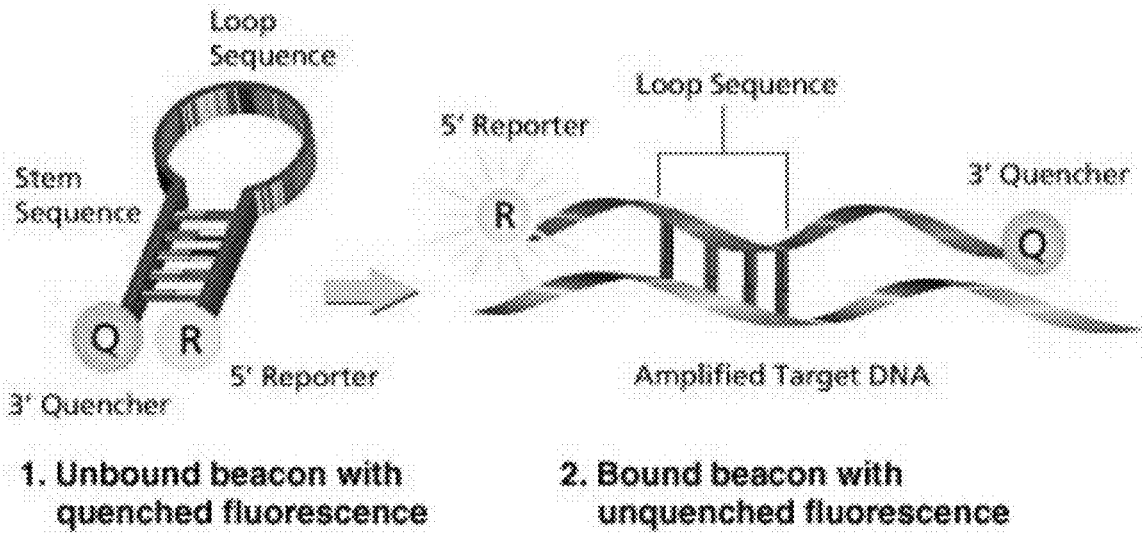 Loop
Sequence
Stem
Sequence
Q
R
5' Reporter
3' Quencher
Loop Sequence
5' Reporter
R
3' Quencher
Q
Amplified Target DNA
1. Unbound beacon with
quenched fluorescence
2. Bound beacon with
unquenched fluorescence